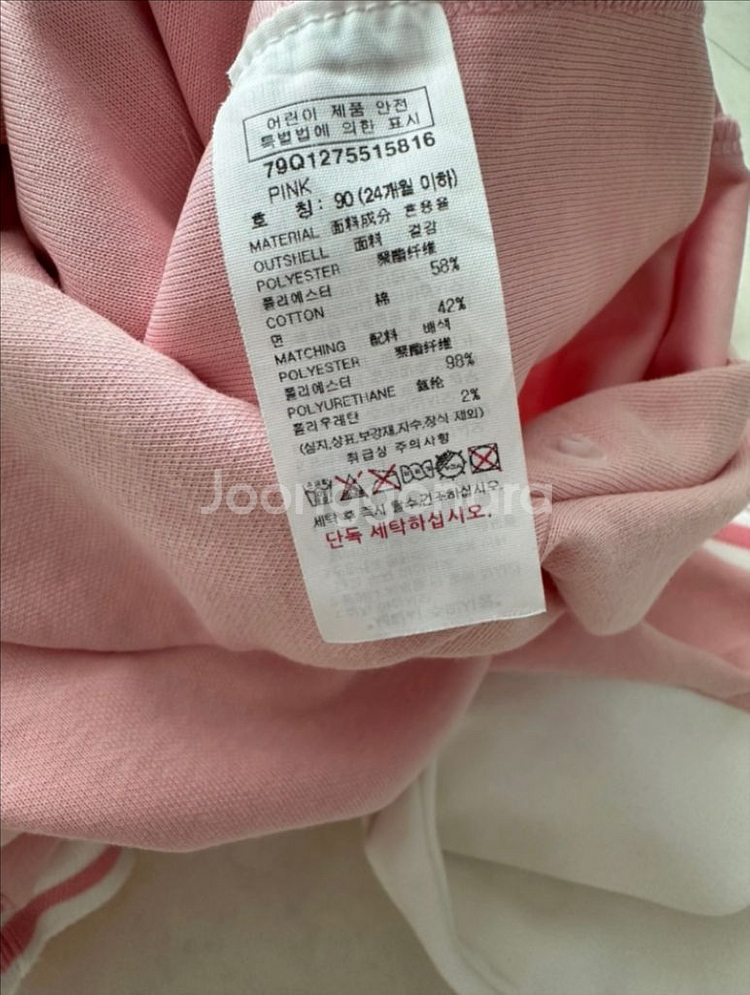 어린이 제품 안전
특별법에 의한 표시
79Q1275515816
PINK
호 칭: 90 (24개월 이하)
MATERIAL 面料成分 혼용율
OUTSHELL 面料 겉감
POLYESTER 聚酯纤维
폴리에스터 58%
COTTON 棉
면 42%
MATCHING 配料 배색
POLYESTER 聚酯纤维
폴리에스터 98%
POLYURETHANE 氨纶
폴리우레탄 2%
(심지,상표,보강재,자수,장식 제외)
취급상 주의사항
Joonggonara
세탁 후 즉시 탈수건조하십시오.
단독 세탁하십시오.